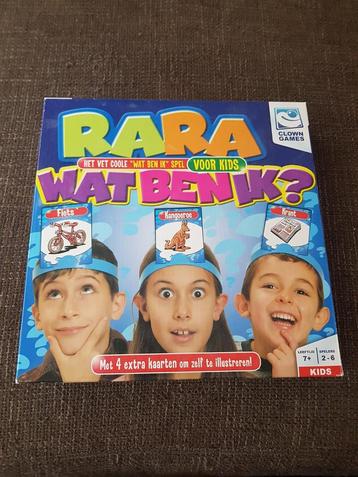 CLOWN
GAMES
RARA
HET VET COOLE "WAT BEN IK" SPEL
VOOR KIDS
WAT BEN IK?
Fiets
Kangoeroe
Krant
Met 4 extra kaarten om zelf te illustreren!
LEEFTIJD
7+
SPELERS
2-6
KIDS